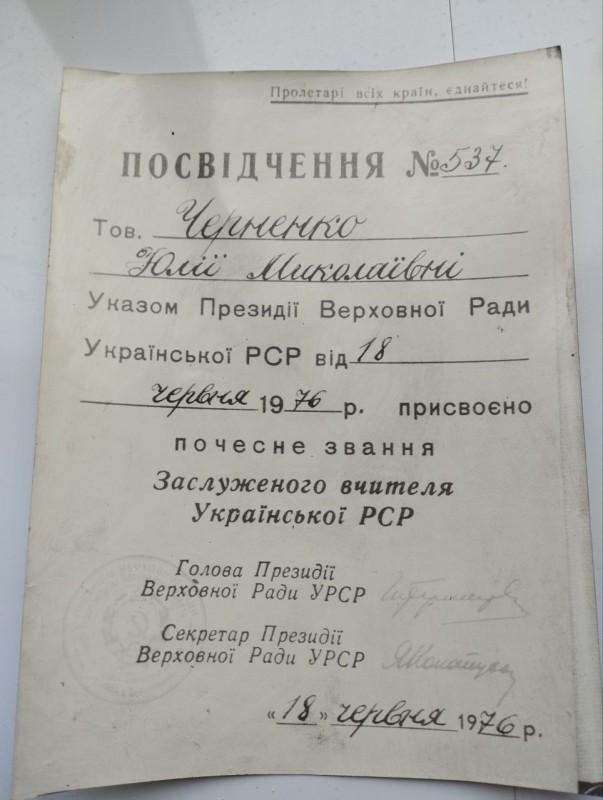 Пролетарі всіх країн, єднайтеся!
ПОСВІДЧЕННЯ № 537.
Тов. Черненко
Юлії Миколаївні
Указом Президії Верховної Ради
Української РСР від 18
червня 1976 р. присвоєно
почесне звання
Заслуженого вчителя
Української РСР
Голова Президії
Верховної Ради УРСР
Секретар Президії
Верховної Ради УРСР
«18» червня 1976 р.